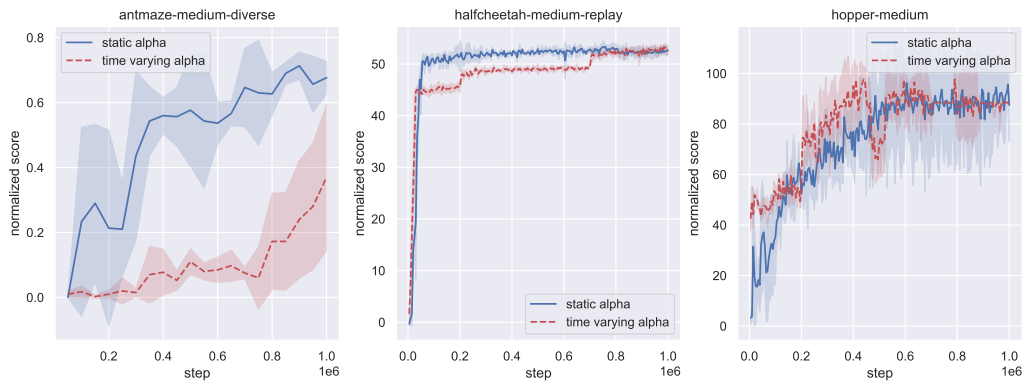 antmaze-medium-diverse
static alpha
time varying alpha
normalized score
0.8
0.6
0.4
0.2
0.0
0.2
0.4
0.6
0.8
1.0
1e6
step
halfcheetah-medium-replay
normalized score
50
40
30
20
10
0
static alpha
time varying alpha
0.0
0.2
0.4
0.6
0.8
1.0
1e6
step
hopper-medium
static alpha
time varying alpha
normalized score
100
80
60
40
20
0
0.0
0.2
0.4
0.6
0.8
1.0
1e6
step